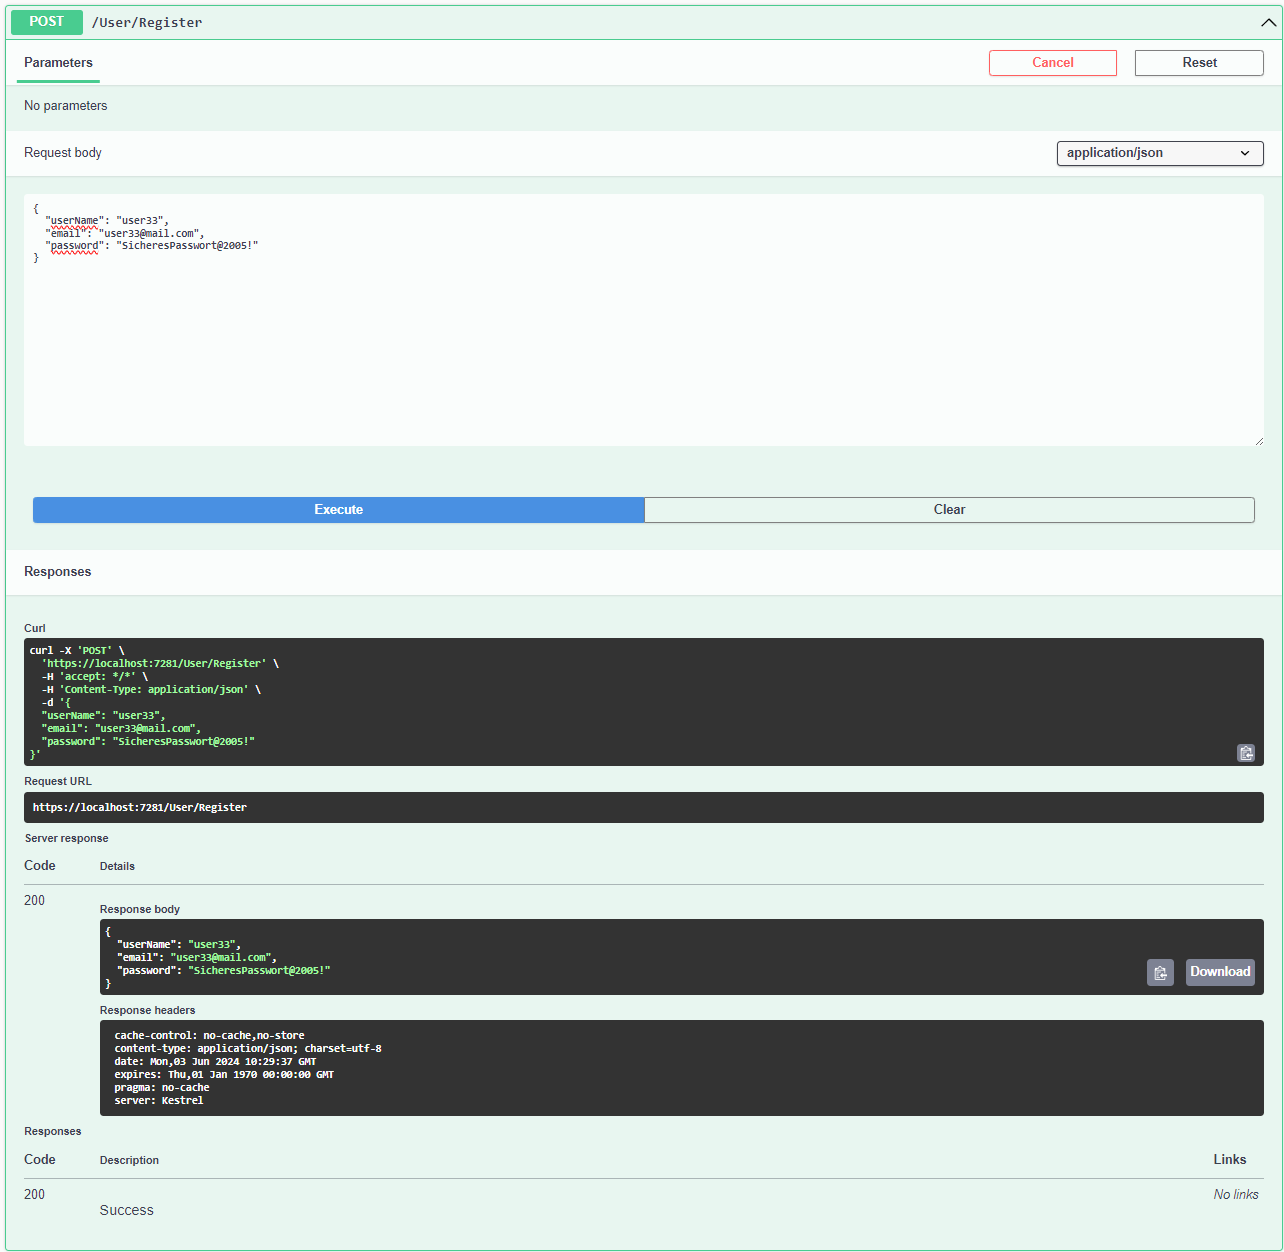 POST /User/Register
Parameters
Cancel
Reset
No parameters
Request body
application/json
{
  "userName": "user33",
  "email": "user33@mail.com",
  "password": "SicheresPasswort@2005!"
}
Execute
Clear
Responses
Curl
curl -X 'POST' \
  'https://localhost:7281/User/Register' \
  -H 'accept: */*' \
  -H 'Content-Type: application/json' \
  -d '{
  "userName": "user33",
  "email": "user33@mail.com",
  "password": "SicheresPasswort@2005!"
}'
Request URL
https://localhost:7281/User/Register
Server response
Code Details
200
Response body
{
  "userName": "user33",
  "email": "user33@mail.com",
  "password": "SicheresPasswort@2005!"
}
Download
Response headers
cache-control: no-cache,no-store
content-type: application/json; charset=utf-8
date: Mon,03 Jun 2024 10:29:37 GMT
expires: Thu,01 Jan 1970 00:00:00 GMT
pragma: no-cache
server: Kestrel
Responses
Code Description Links
200 No links
Success